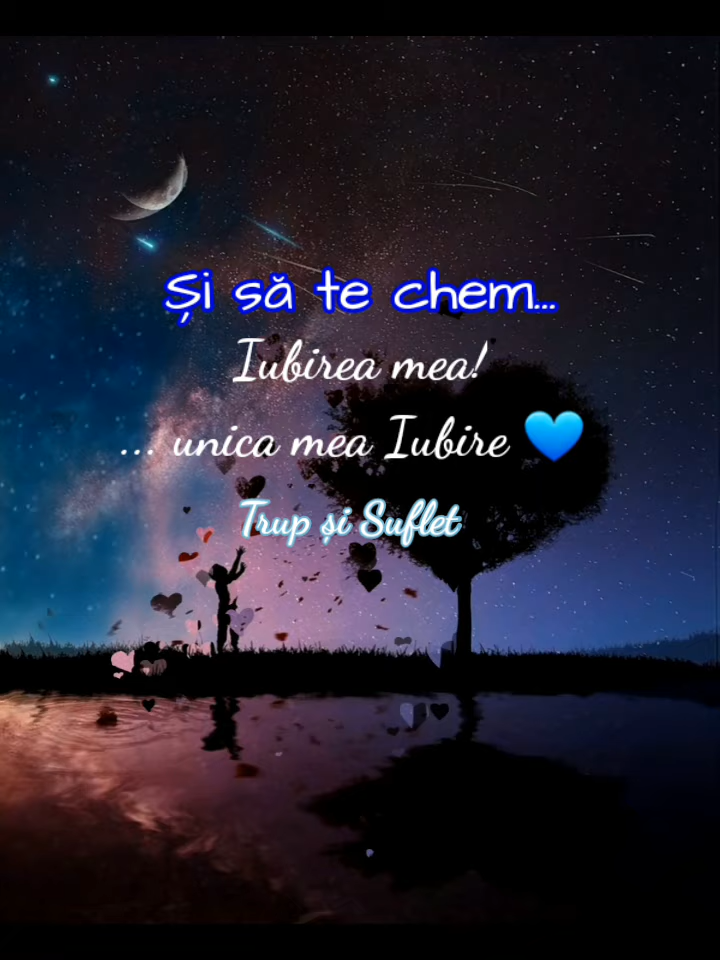 Și să te chem...
Iubirea mea!
... unica mea Iubire 💙
Trup și Suflet